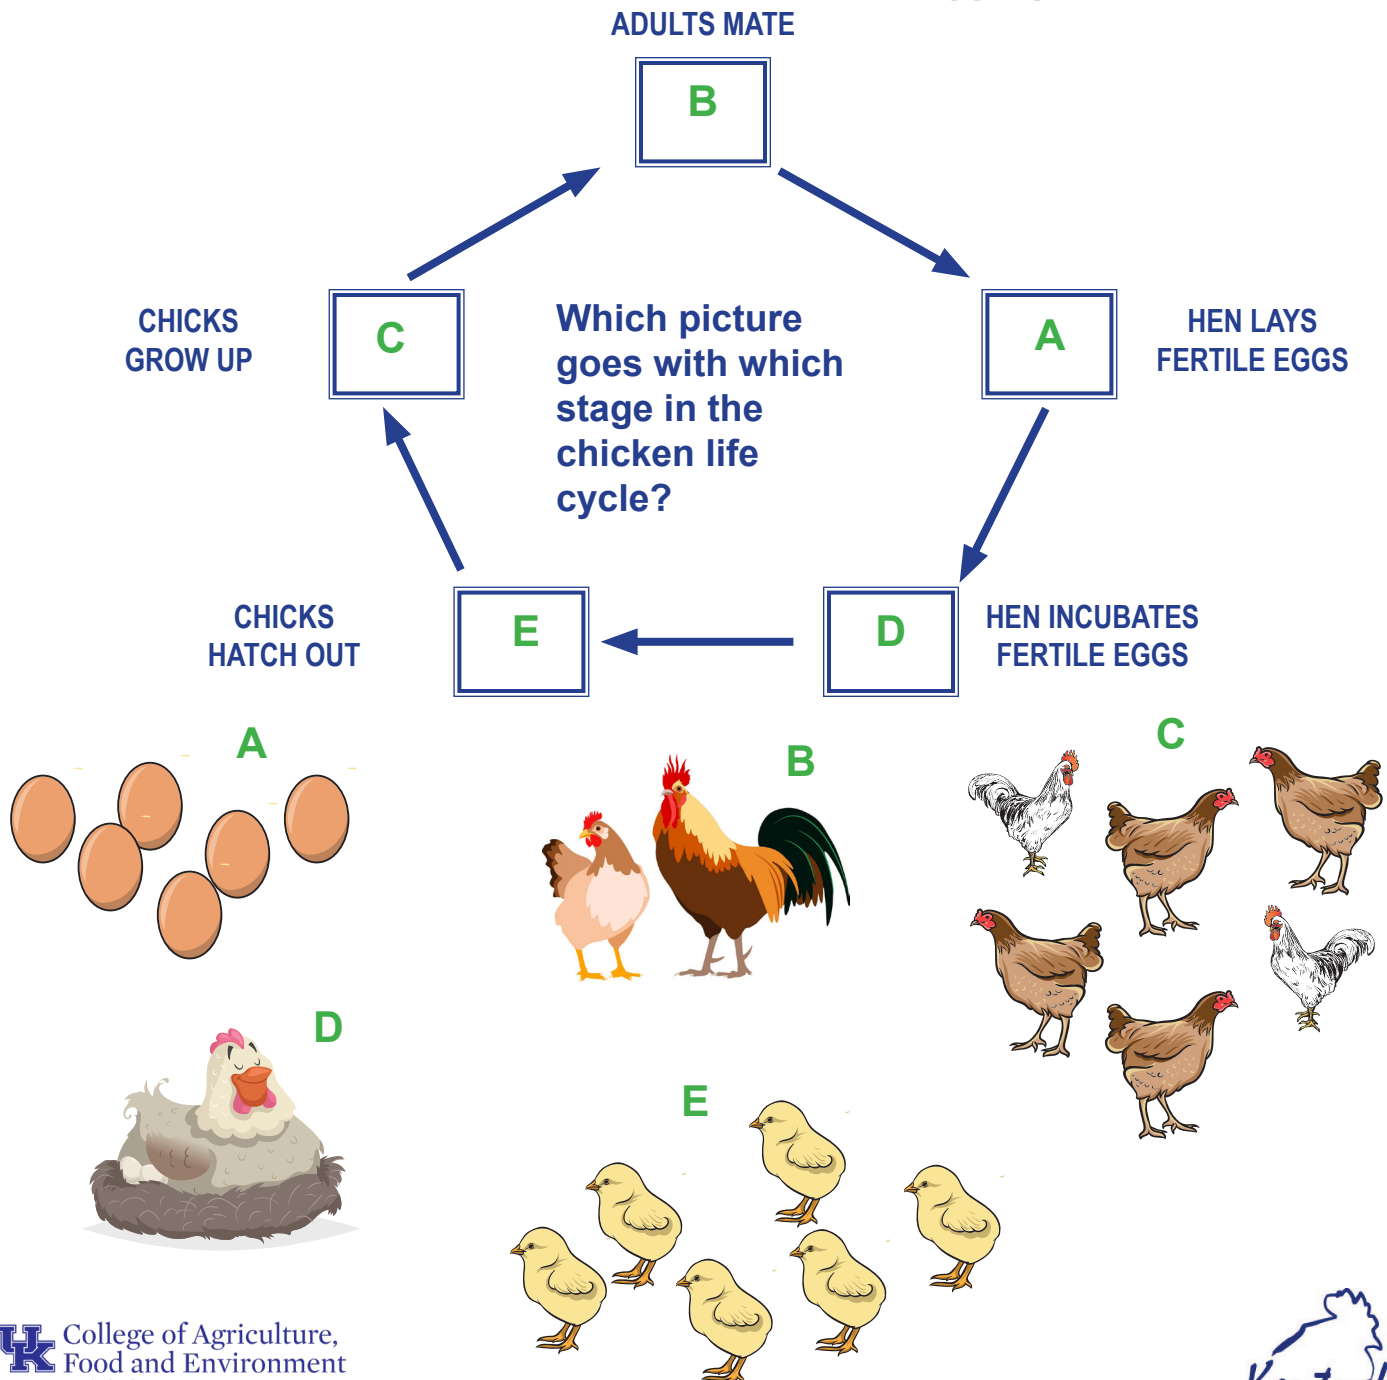 ADULTS MATE
B
CHICKS
GROW UP
C
Which picture
goes with which
stage in the
chicken life
cycle?
A
HEN LAYS
FERTILE EGGS
CHICKS
HATCH OUT
E
D
HEN INCUBATES
FERTILE EGGS
A
B
C
D
E
UK College of Agriculture,
Food and Environment